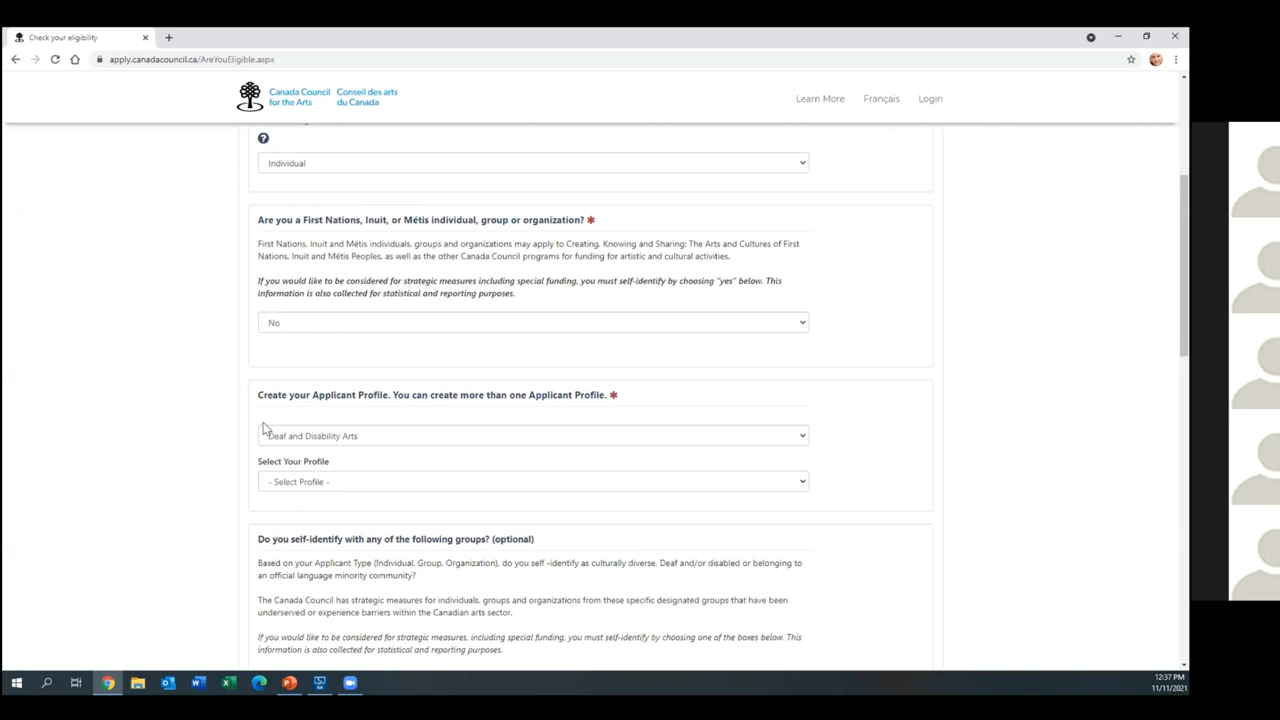 Check your eligibility
apply.canadacouncil.ca/AreYouEligible.aspx
Canada Council for the Arts
Conseil des arts du Canada
Learn More Français Login
?
Individual
Are you a First Nations, Inuit, or Métis individual, group or organization? *
First Nations, Inuit and Métis individuals, groups and organizations may apply to Creating, Knowing and Sharing: The Arts and Cultures of First
Nations, Inuit and Métis Peoples, as well as the other Canada Council programs for funding for artistic and cultural activities.
If you would like to be considered for strategic measures including special funding, you must self-identify by choosing "yes" below. This
information is also collected for statistical and reporting purposes.
No
Create your Applicant Profile. You can create more than one Applicant Profile. *
Deaf and Disability Arts
Select Your Profile
- Select Profile -
Do you self-identify with any of the following groups? (optional)
Based on your Applicant Type (Individual, Group, Organization), do you self -identify as culturally diverse, Deaf and/or disabled or belonging to
an official language minority community?
The Canada Council has strategic measures for individuals, groups and organizations from these specific designated groups that have been
underserved or experience barriers within the Canadian arts sector.
If you would like to be considered for strategic measures, including special funding, you must self-identify by choosing one of the boxes below. This
information is also collected for statistical and reporting purposes.
12:37 PM
11/11/2021